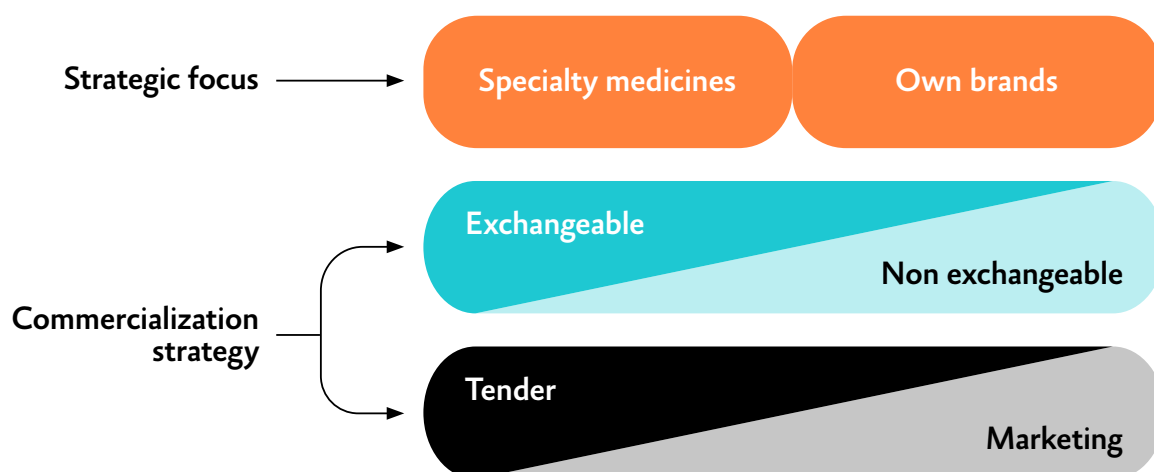 Strategic focus
Specialty medicines
Own brands
Exchangeable
Non exchangeable
Commercialization
strategy
Tender
Marketing